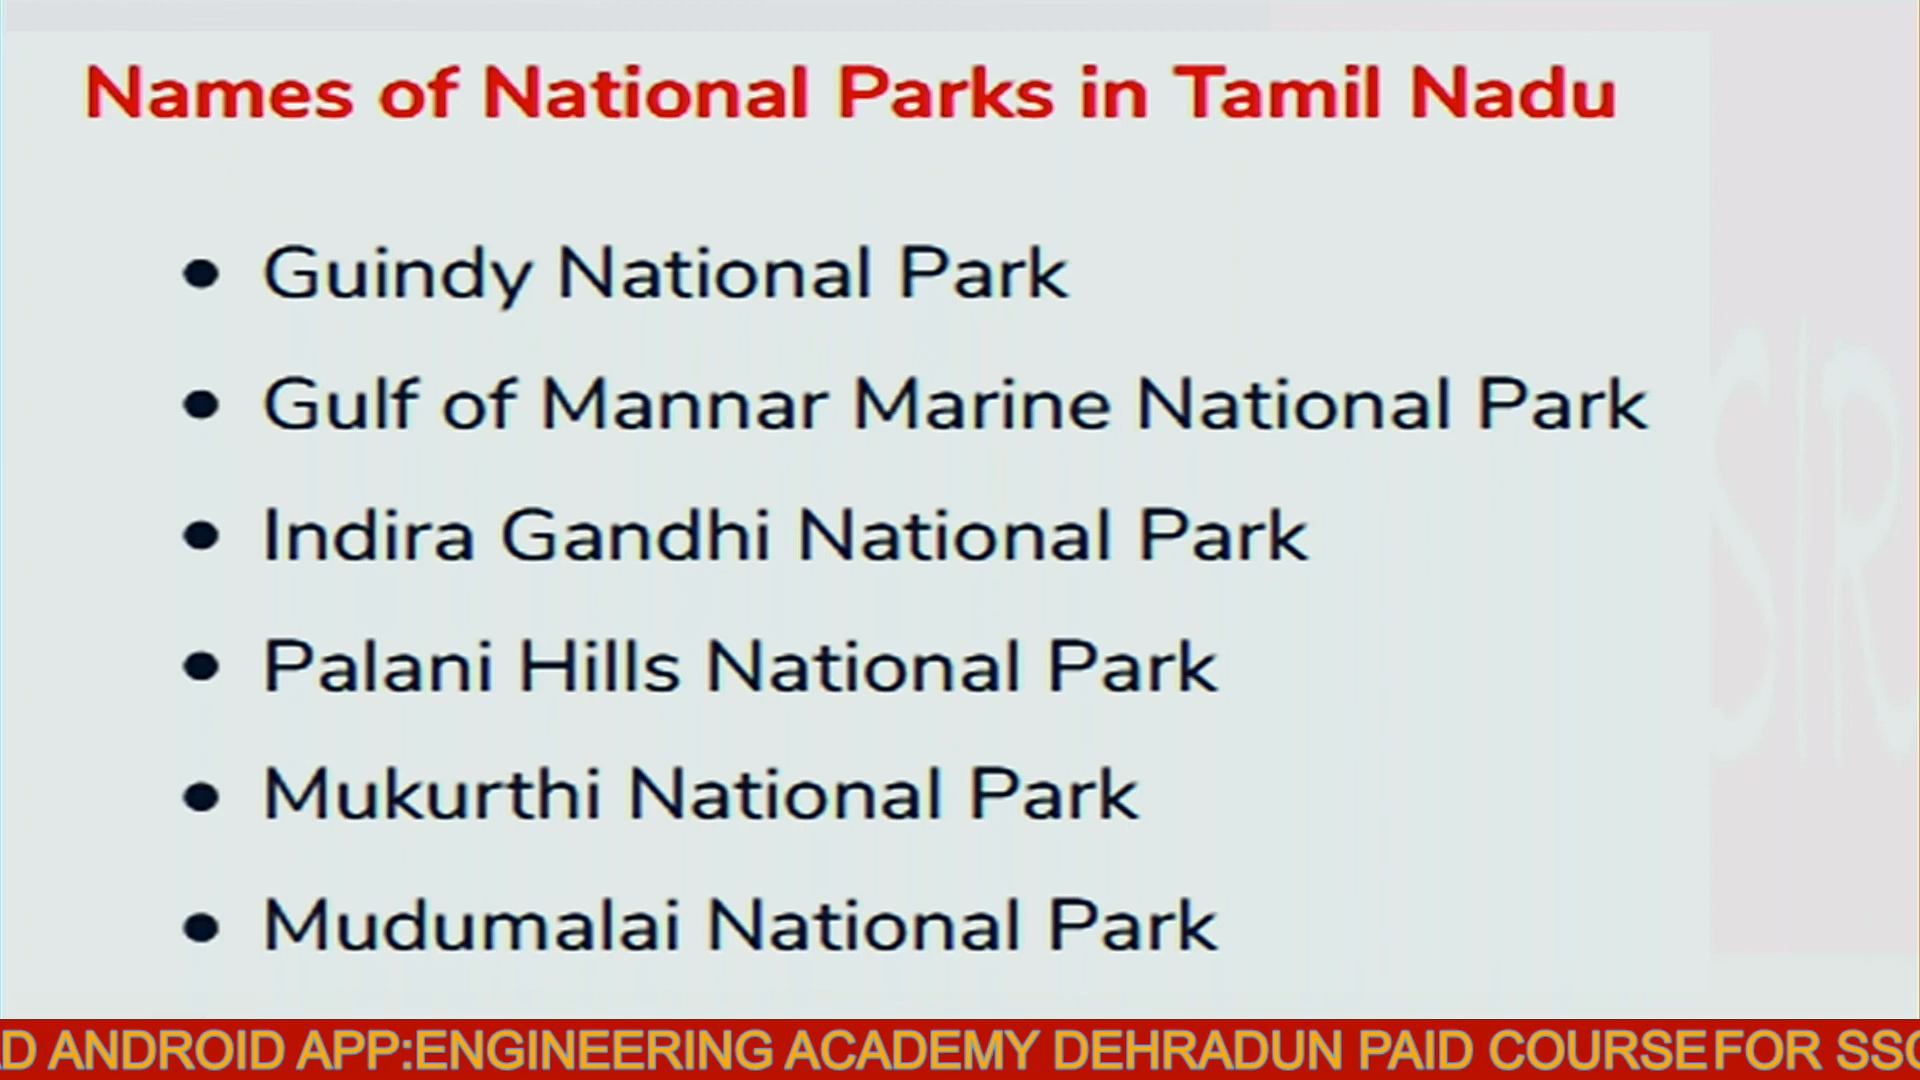 Names of National Parks in Tamil Nadu
• Guindy National Park
• Gulf of Mannar Marine National Park
• Indira Gandhi National Park
• Palani Hills National Park
• Mukurthi National Park
• Mudumalai National Park
SIR
ANDROID APP:ENGINEERING ACADEMY DEHRADUN PAID COURSE FOR